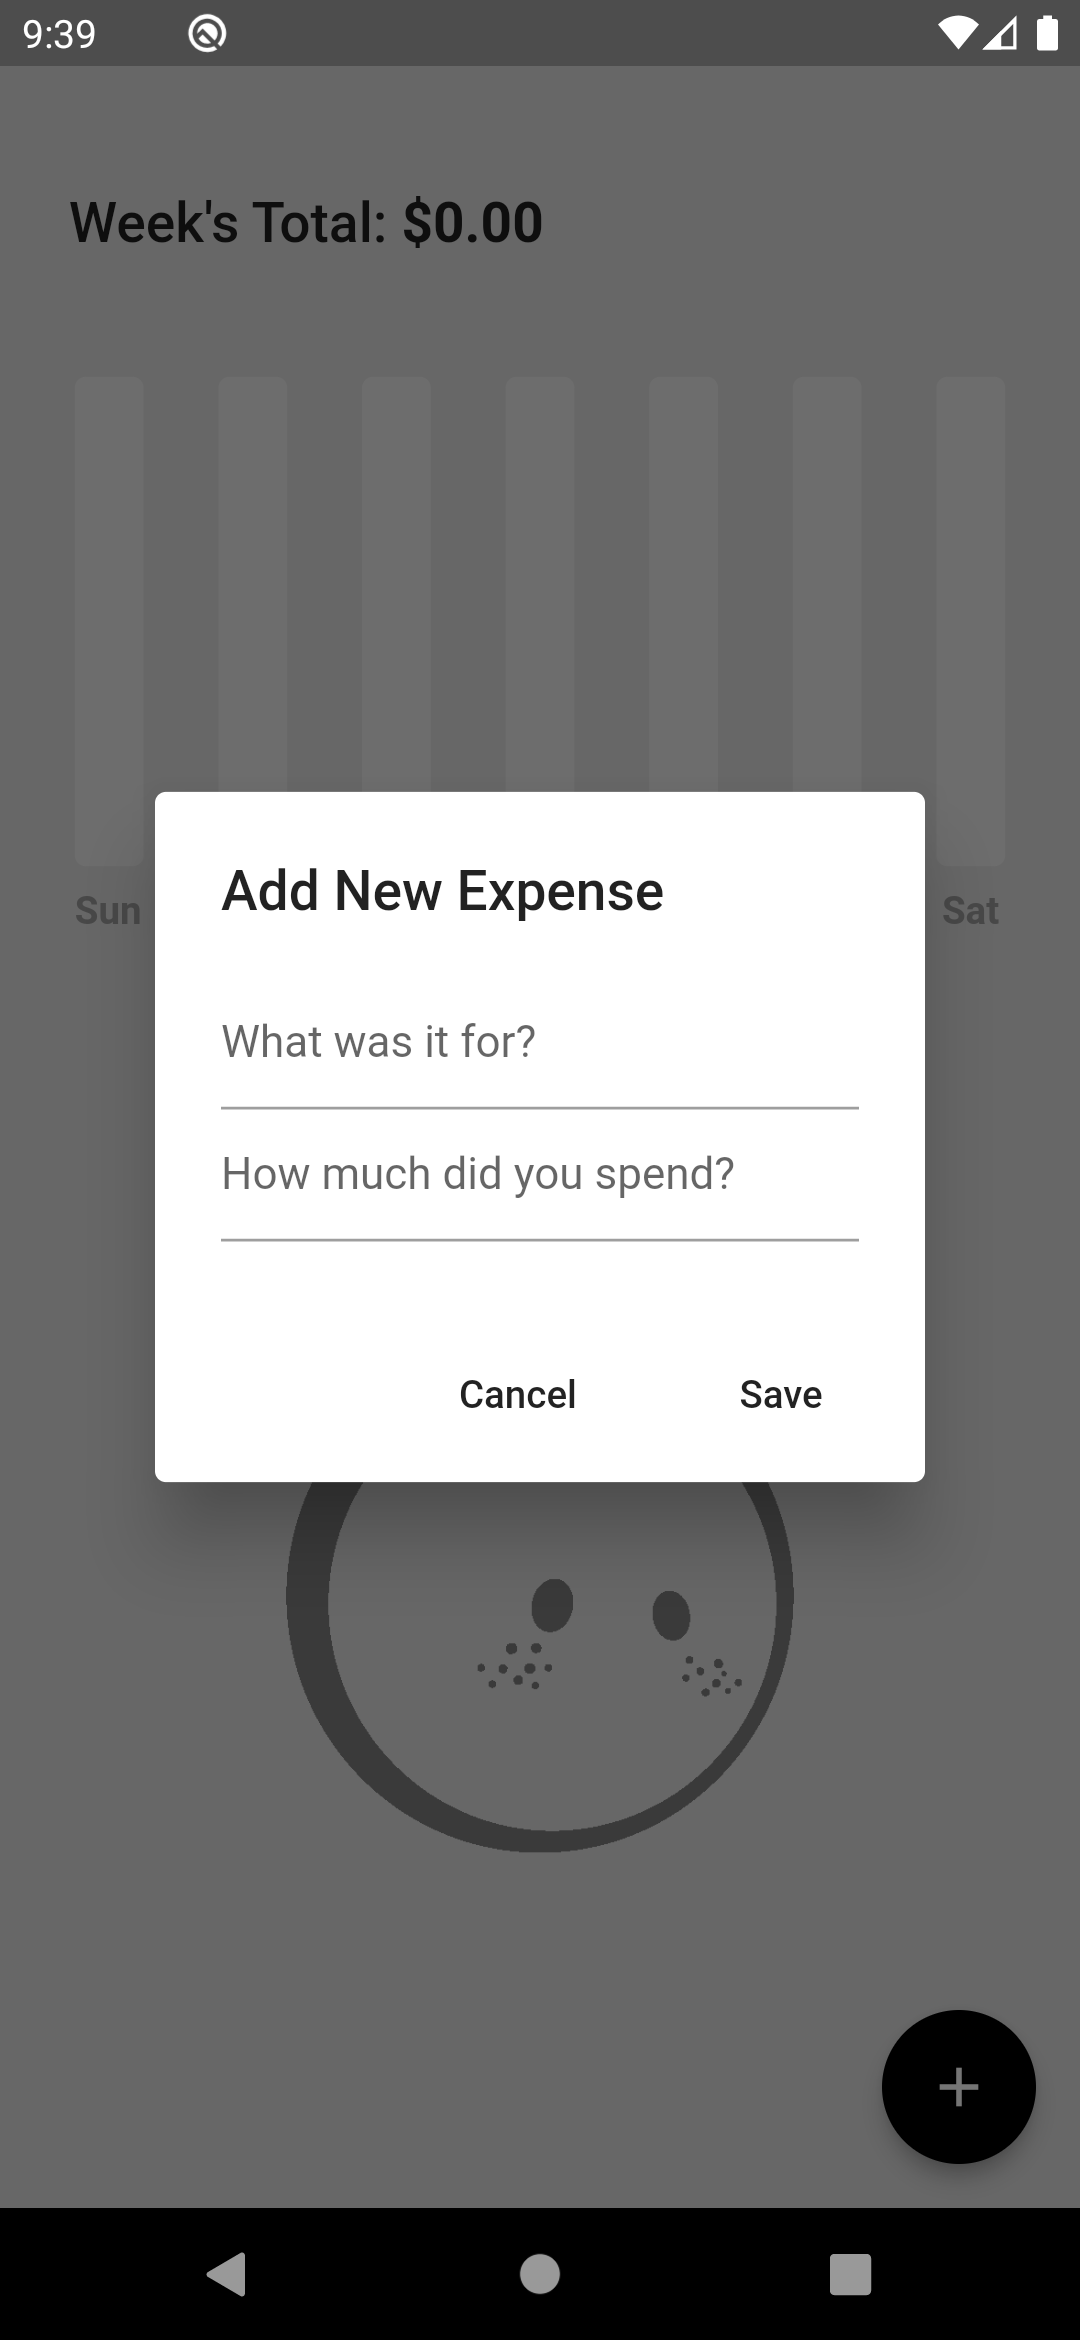 9:39
Week's Total: $0.00
Sun
Sat
Add New Expense
What was it for?
How much did you spend?
Cancel
Save